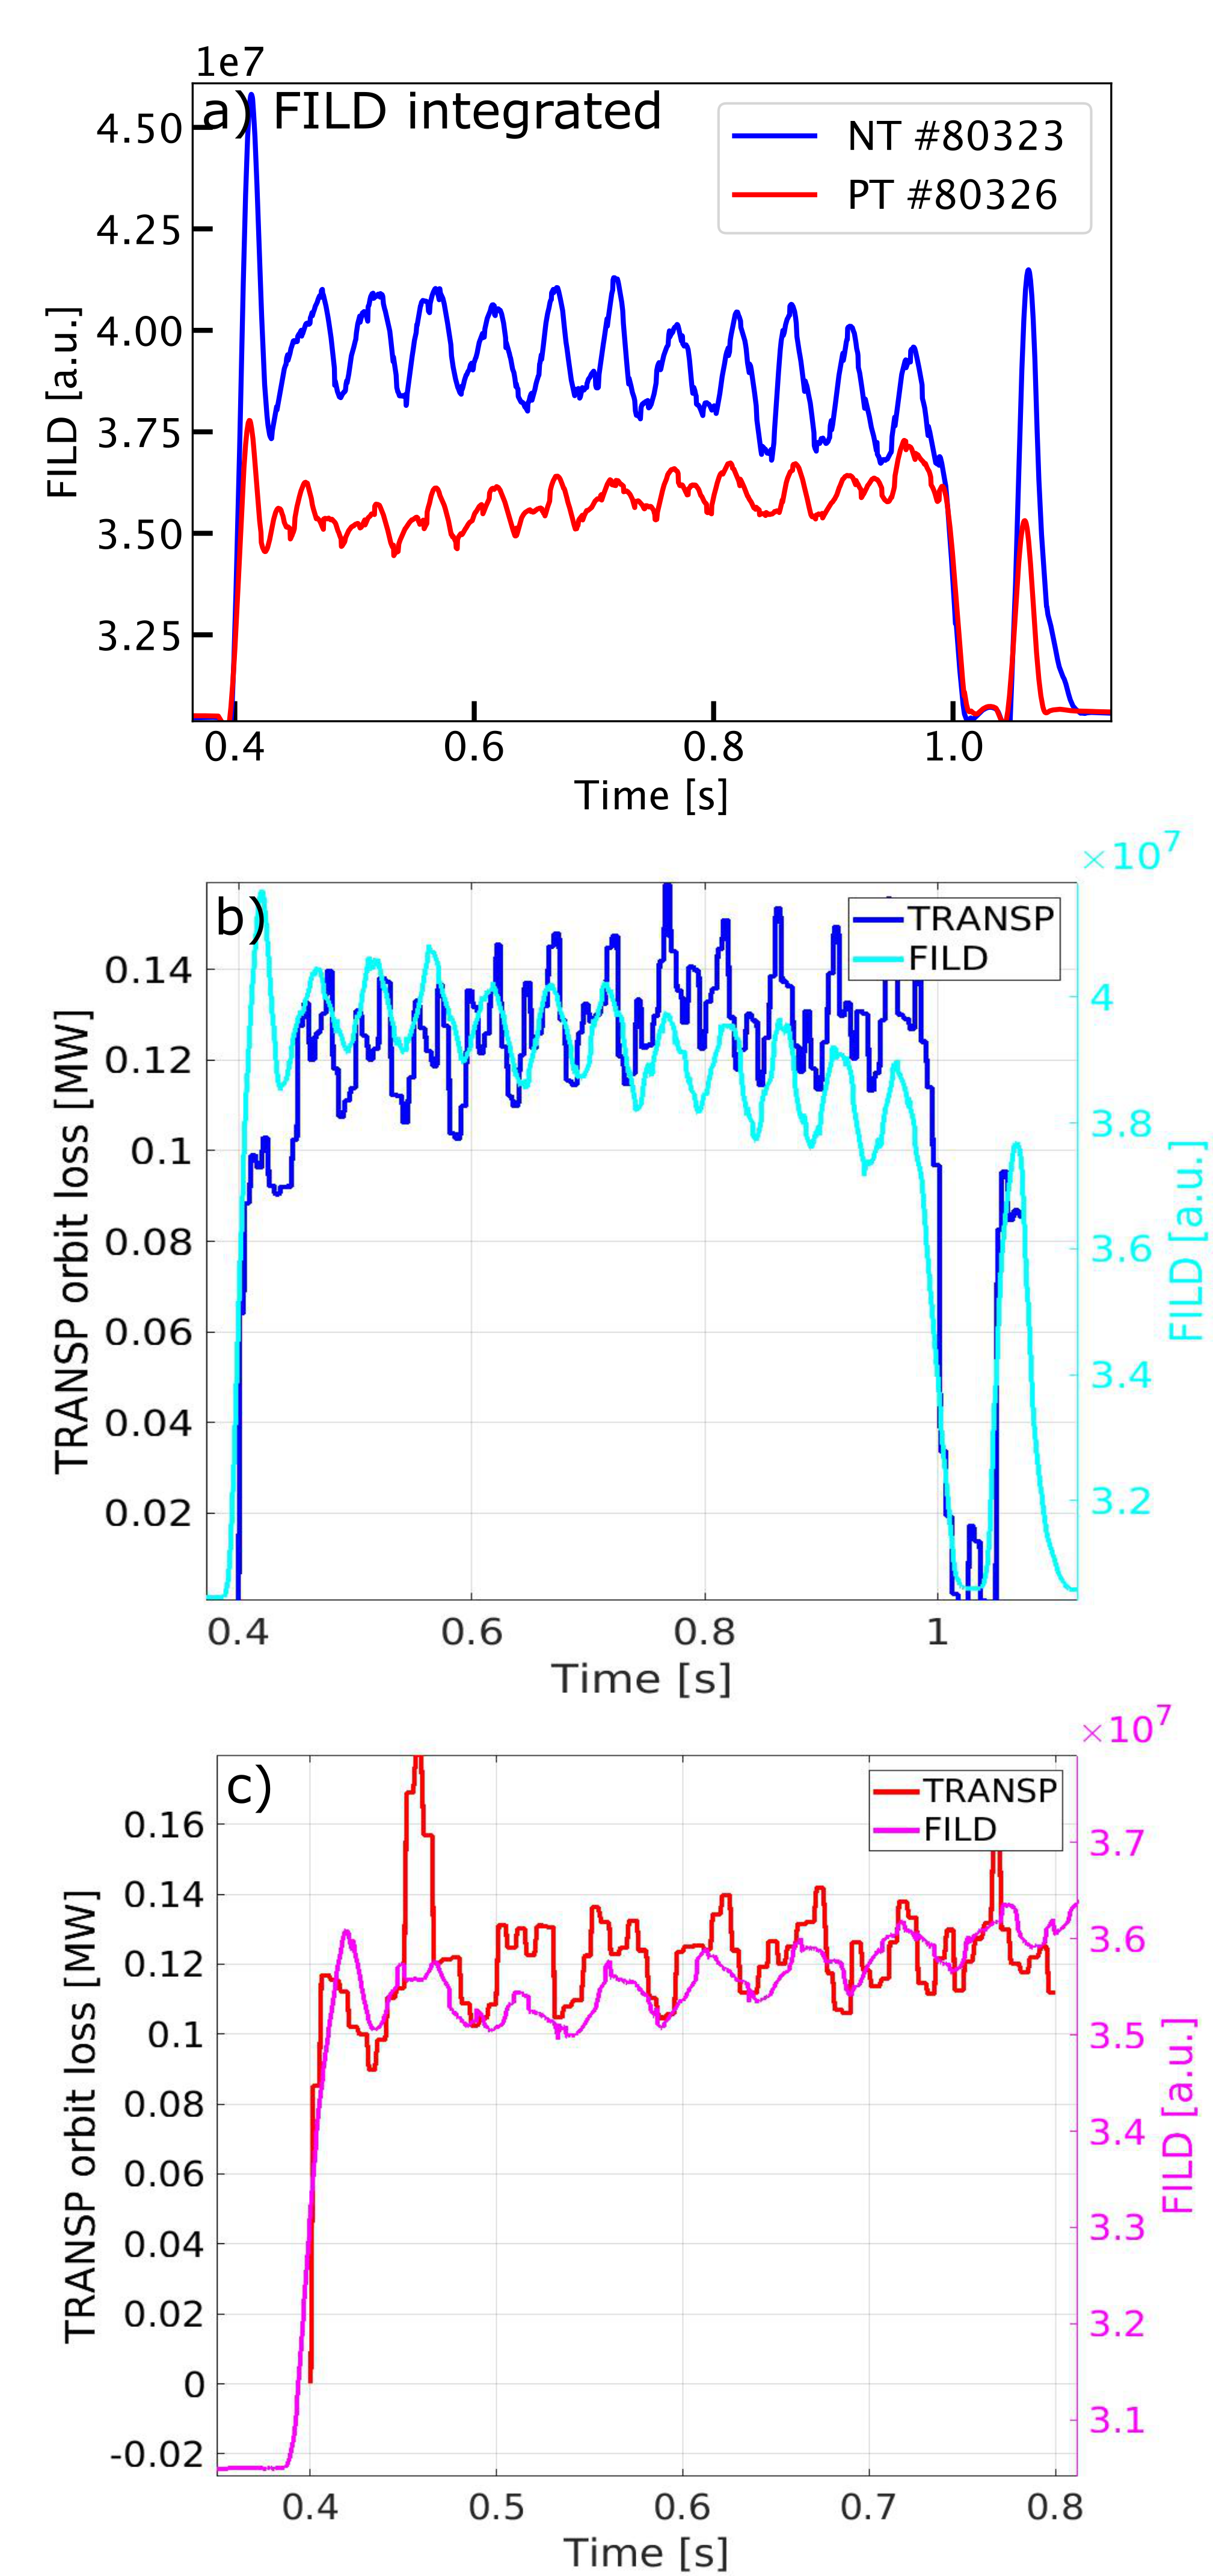 1e7
a) FILD integrated
NT #80323
PT #80326
4.50
4.25
4.00
3.75
3.50
3.25
FILD [a.u.]
0.4 0.6 0.8 1.0
Time [s]
×10^7
b)
TRANSP
FILD
0.14
0.12
0.1
0.08
0.06
0.04
0.02
TRANSP orbit loss [MW]
4
3.8
3.6
3.4
3.2
FILD [a.u.]
0.4 0.6 0.8 1
Time [s]
×10^7
c)
TRANSP
FILD
0.16
0.14
0.12
0.1
0.08
0.06
0.04
0.02
0
-0.02
TRANSP orbit loss [MW]
3.7
3.6
3.5
3.4
3.3
3.2
3.1
FILD [a.u.]
0.4 0.5 0.6 0.7 0.8
Time [s]